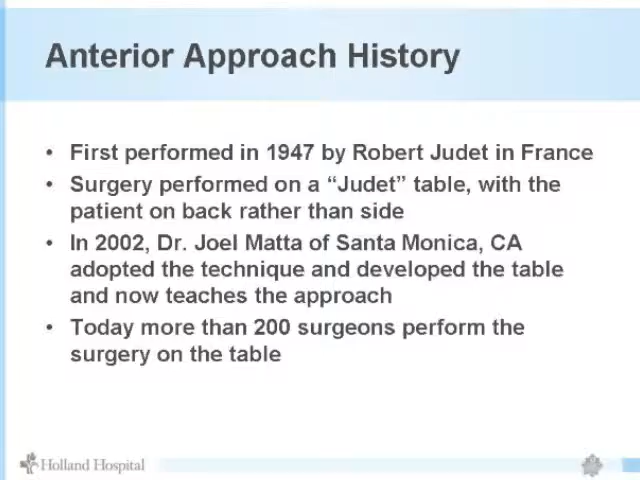 Anterior Approach History
• First performed in 1947 by Robert Judet in France
• Surgery performed on a “Judet” table, with the
patient on back rather than side
• In 2002, Dr. Joel Matta of Santa Monica, CA
adopted the technique and developed the table
and now teaches the approach
• Today more than 200 surgeons perform the
surgery on the table
Holland Hospital